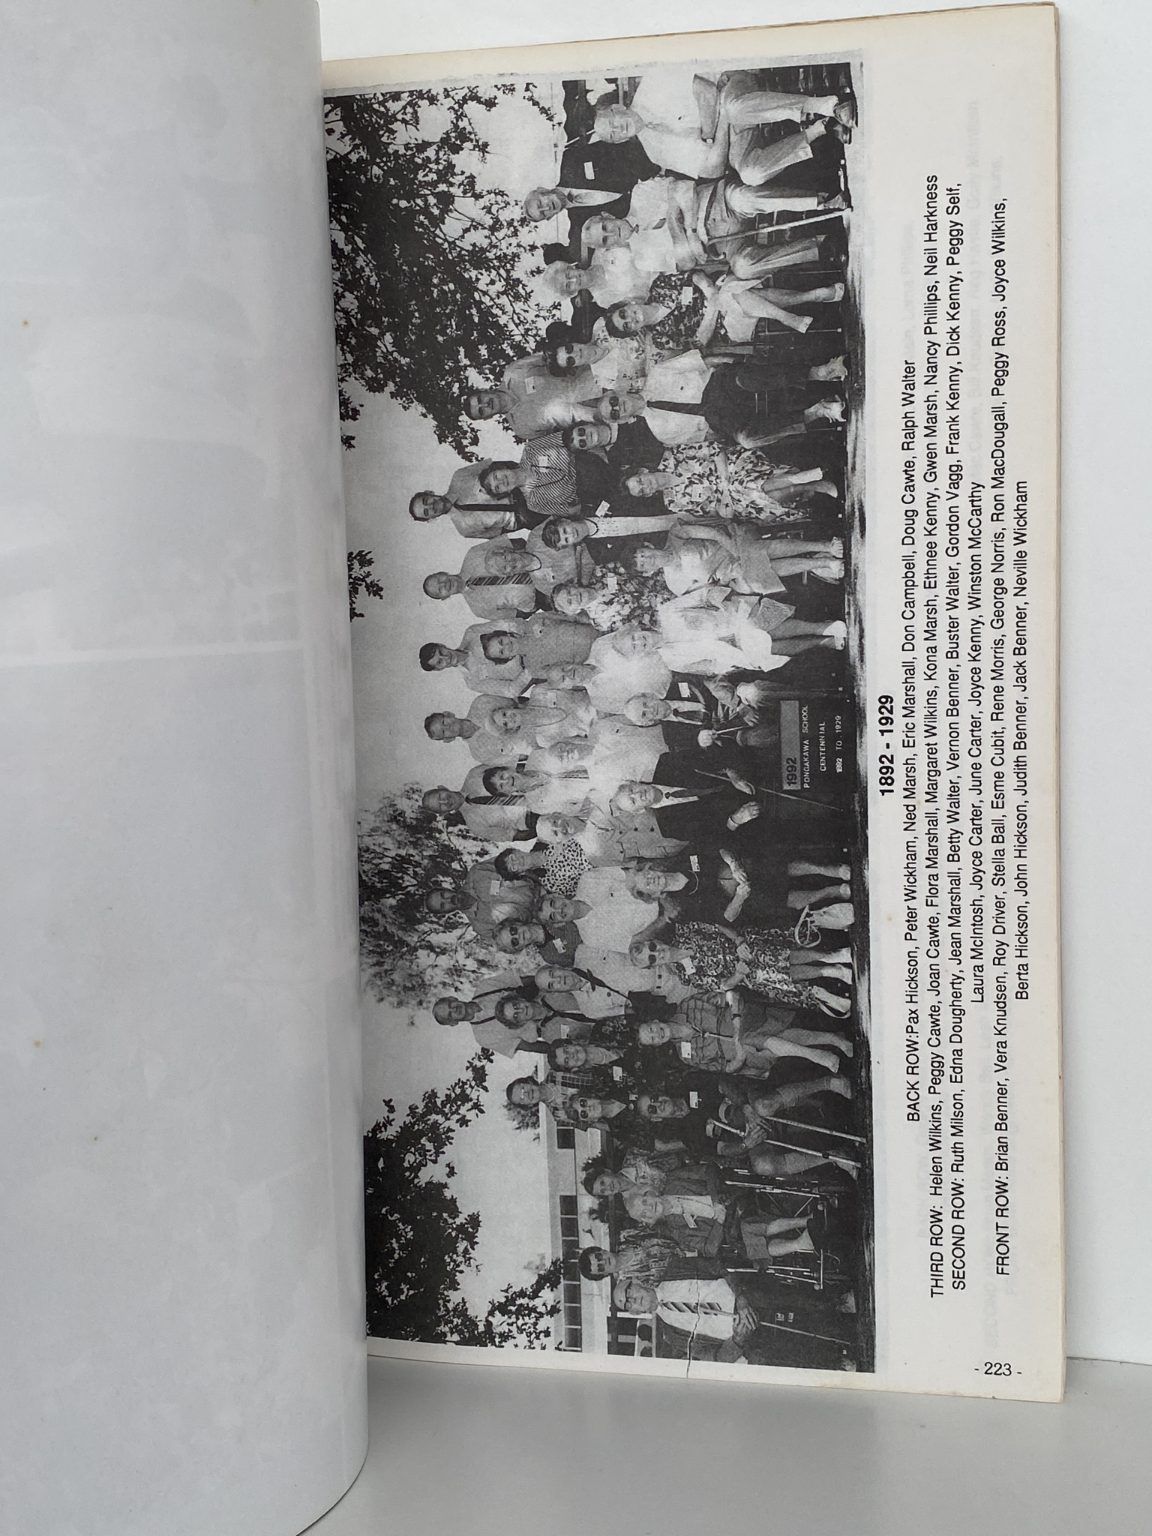 1992
PONGAKAWA SCHOOL
CENTENNIAL
1892 TO 1929
1892 - 1929
BACK ROW:Pax Hickson, Peter Wickham, Ned Marsh, Eric Marshall, Don Campbell, Doug Cawte, Ralph Walter
THIRD ROW: Helen Wilkins, Peggy Cawte, Joan Cawte, Flora Marshall, Margaret Wilkins, Kona Marsh, Ethnee Kenny, Gwen Marsh, Nancy Phillips, Neil Harkness
SECOND ROW: Ruth Milson, Edna Dougherty, Jean Marshall, Betty Walter, Vernon Benner, Buster Walter, Gordon Vagg, Frank Kenny, Dick Kenny, Peggy Self,
Laura McIntosh, Joyce Carter, June Carter, Joyce Kenny, Winston McCarthy
FRONT ROW: Brian Benner, Vera Knudsen, Roy Driver, Stella Ball, Esme Cubit, Rene Morris, George Norris, Ron MacDougall, Peggy Ross, Joyce Wilkins,
Berta Hickson, John Hickson, Judith Benner, Jack Benner, Neville Wickham
- 223 -